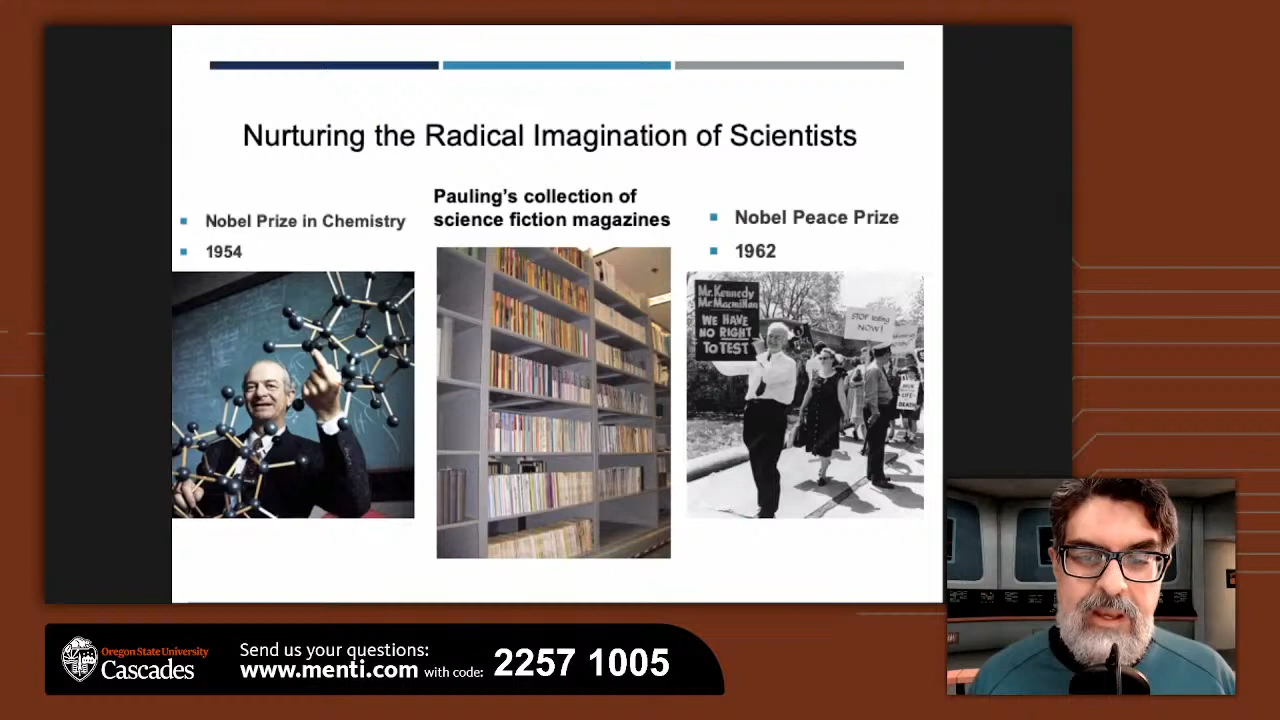 Nurturing the Radical Imagination of Scientists
Nobel Prize in Chemistry
1954
Pauling's collection of
science fiction magazines
Nobel Peace Prize
1962
Mr. Kennedy
Mr. Macmillan
WE HAVE
NO RIGHT
TO TEST
STOP testing
NOW!
LIFE
DEATH
Oregon State University
Cascades
Send us your questions:
www.menti.com with code: 2257 1005